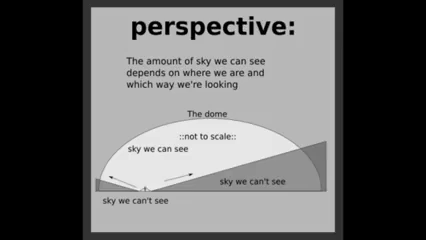 perspective:
The amount of sky we can see
depends on where we are and
which way we're looking
The dome
::not to scale::
sky we can see
sky we can't see
sky we can't see